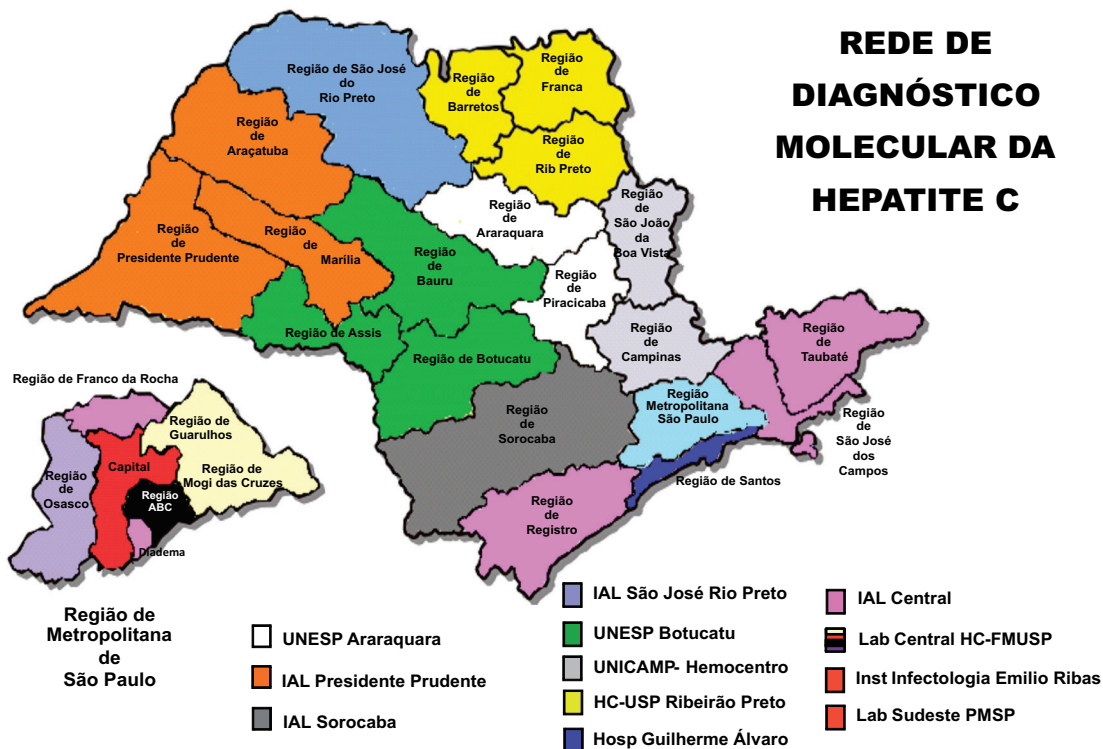 REDE DE
DIAGNÓSTICO
MOLECULAR DA
HEPATITE C
Região de São José
do
Rio Preto
Região
de
Barretos
Região
de
Franca
Região
de
Araçatuba
Região
de
Rib Preto
Região
de
Presidente Prudente
Região
de
Marília
Região
de
Araraquara
Região
de
São João
da
Boa Vista
Região
de
Bauru
Região
de
Piracicaba
Região de Assis
Região de Botucatu
Região
de
Campinas
Região
de
Taubaté
Região
Metropolitana
São Paulo
Região
de
Sorocaba
Região
de
São José
dos
Campos
Região de Santos
Região
de
Registro
Região de Franco da Rocha
Região de
Guarulhos
Capital
Região de
Mogi das Cruzes
Região
de
Osasco
Região
ABC
Diadema
Região de
Metropolitana
de
São Paulo
UNESP Araraquara
IAL Presidente Prudente
IAL Sorocaba
IAL São José Rio Preto
UNESP Botucatu
UNICAMP- Hemocentro
HC-USP Ribeirão Preto
Hosp Guilherme Álvaro
IAL Central
Lab Central HC-FMUSP
Inst Infectologia Emilio Ribas
Lab Sudeste PMSP